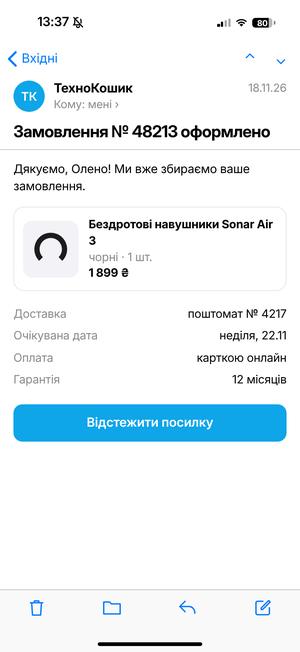 13:37
80
Вхідні
ТК
ТехноКошик
18.11.26
Кому: мені ›
Замовлення № 48213 оформлено
Дякуємо, Олено! Ми вже збираємо ваше
замовлення.
Бездротові навушники Sonar Air
3
чорні · 1 шт.
1 899 ₴
Доставка поштомат № 4217
Очікувана дата неділя, 22.11
Оплата карткою онлайн
Гарантія 12 місяців
Відстежити посилку